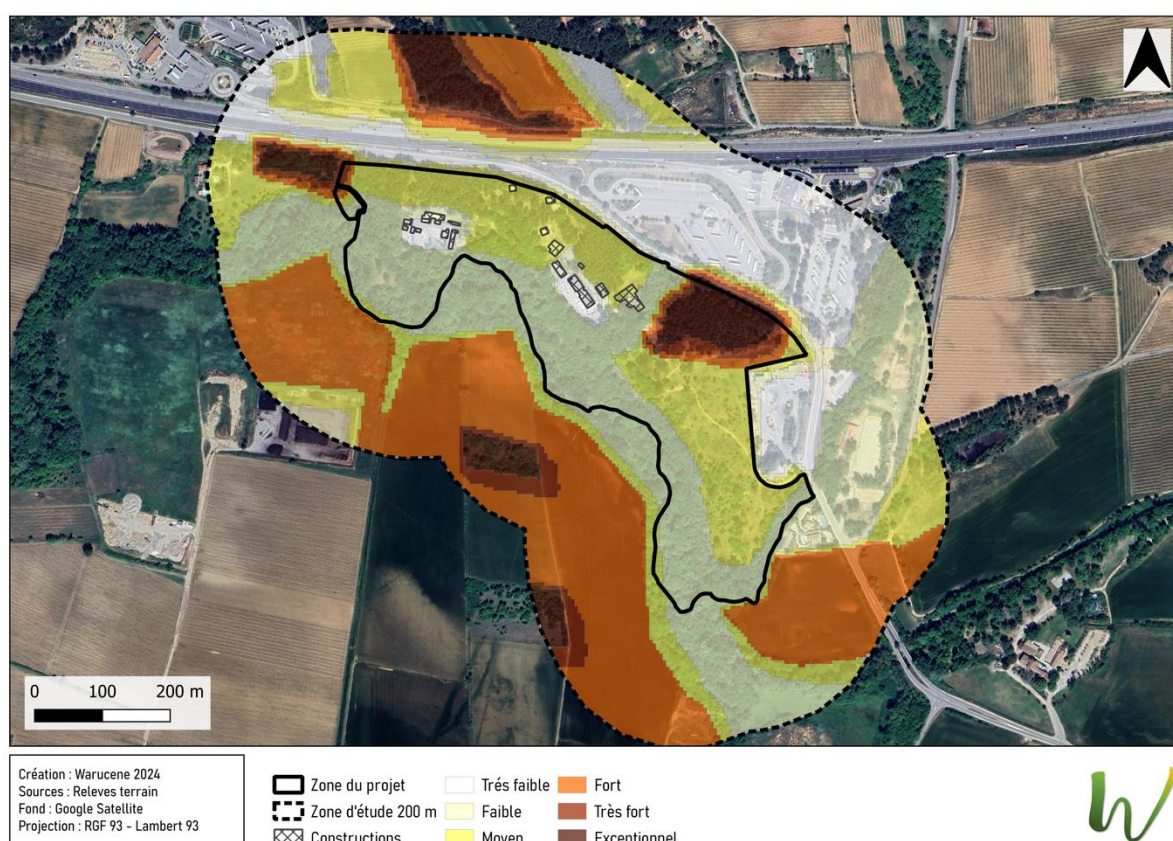 0 100 200 m
Création : Warucene 2024
Sources : Releves terrain
Fond : Google Satellite
Projection : RGF 93 - Lambert 93
Zone du projet
Zone d'étude 200 m
Constructions
Trés faible
Faible
Moyen
Fort
Très fort
Exceptionnel